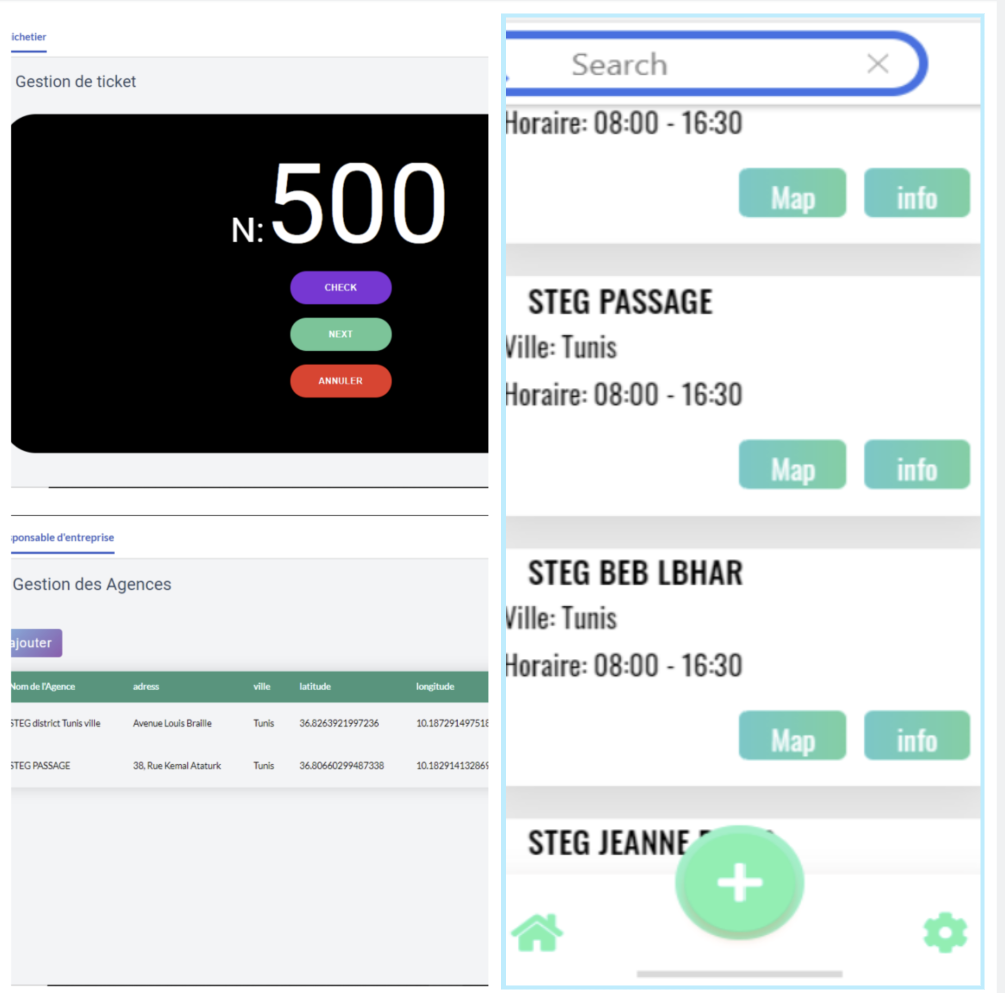 ichetier
Gestion de ticket
N:500
CHECK
NEXT
ANNULER
ponsable d'entreprise
Gestion des Agences
ajouter
Nom de l'Agence adress ville latitude longitude
STEG district Tunis ville Avenue Louis Braille Tunis 36.8263921997236 10.187291497518
STEG PASSAGE 38, Rue Kemal Ataturk Tunis 36.80660299487338 10.182914132869
Search
Horaire: 08:00 - 16:30
Map info
STEG PASSAGE
Ville: Tunis
Horaire: 08:00 - 16:30
Map info
STEG BEB LBHAR
Ville: Tunis
Horaire: 08:00 - 16:30
Map info
STEG JEANNE